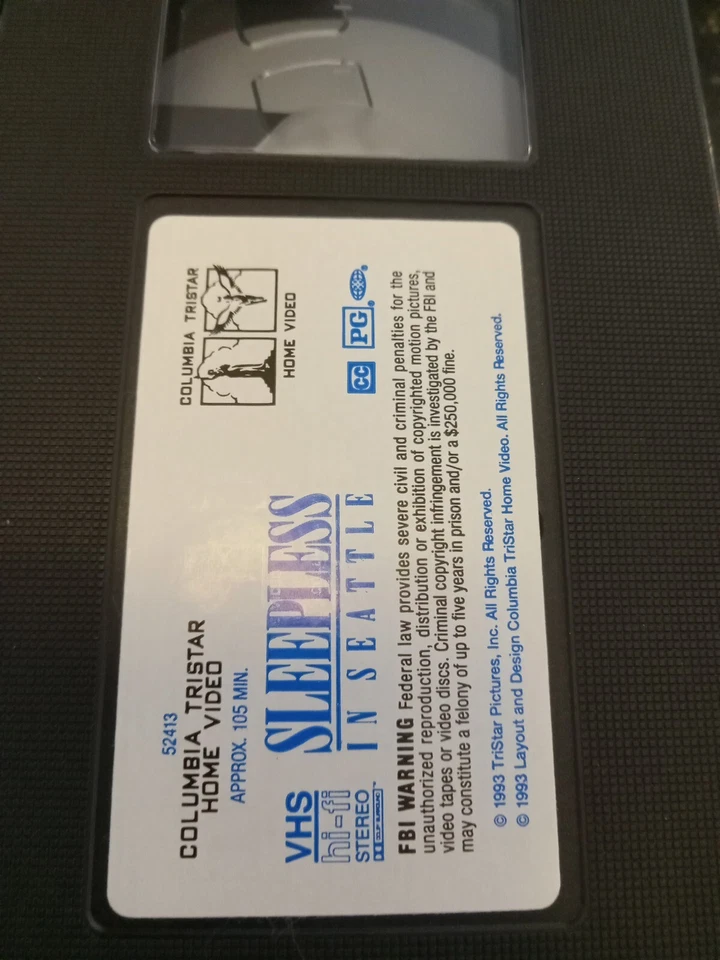 52413
COLUMBIA TRISTAR
HOME VIDEO
APPROX. 105 MIN.
COLUMBIA TRISTAR
HOME VIDEO
VHS
hi-fi
STEREO
DOLBY SURROUND™
SLEEPLESS
IN SEATTLE
CC PG ®
FBI WARNING Federal law provides severe civil and criminal penalties for the
unauthorized reproduction, distribution or exhibition of copyrighted motion pictures,
video tapes or video discs. Criminal copyright infringement is investigated by the FBI and
may constitute a felony of up to five years in prison and/or a $250,000 fine.
© 1993 TriStar Pictures, Inc. All Rights Reserved.
© 1993 Layout and Design Columbia TriStar Home Video. All Rights Reserved.